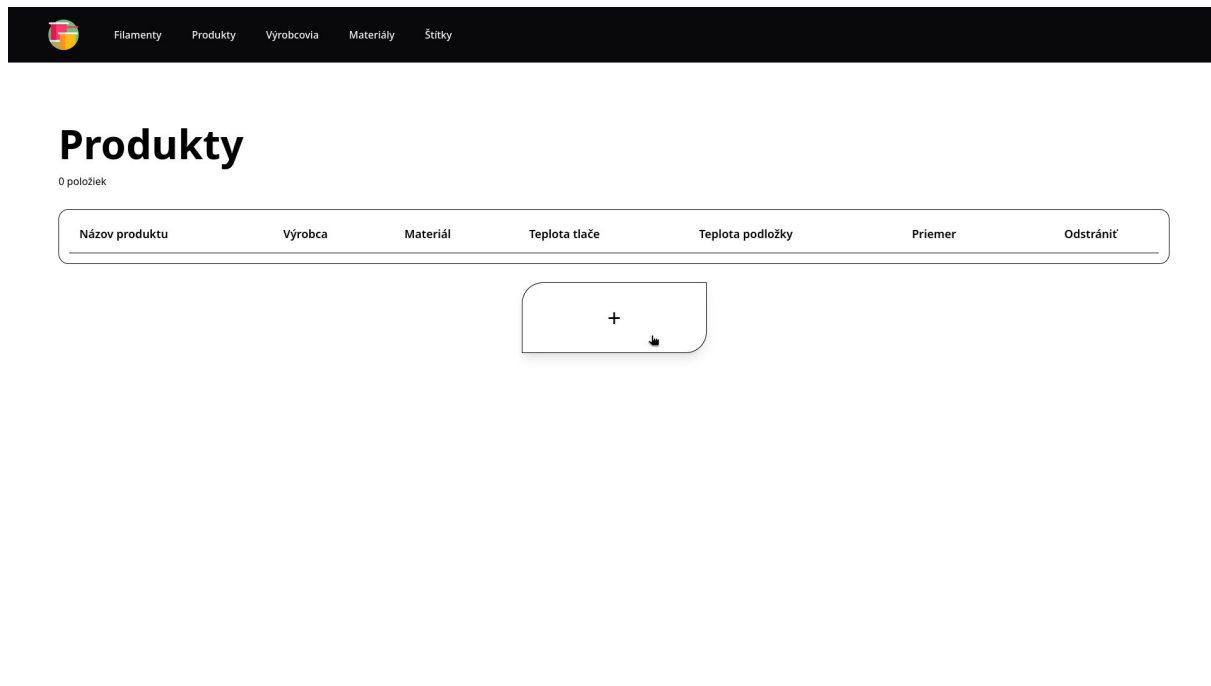 Filamenty Produkty Výrobcovia Materiály Štítky
Produkty
0 položiek
Názov produktu Výrobca Materiál Teplota tlače Teplota podložky Priemer Odstrániť
+